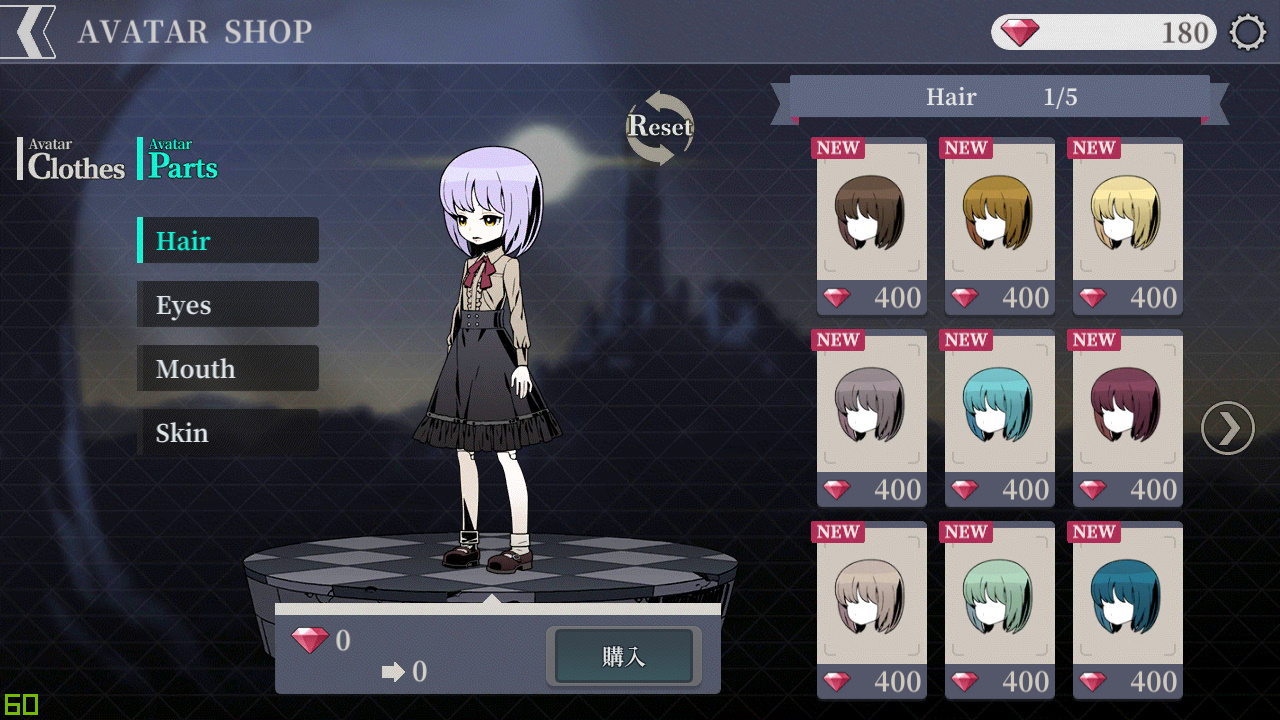 AVATAR SHOP
180
Hair 1/5
Reset
Avatar
Clothes
Avatar
Parts
Hair
Eyes
Mouth
Skin
NEW NEW NEW
400 400 400
NEW NEW NEW
400 400 400
NEW NEW NEW
400 400 400
0
0
購入
60